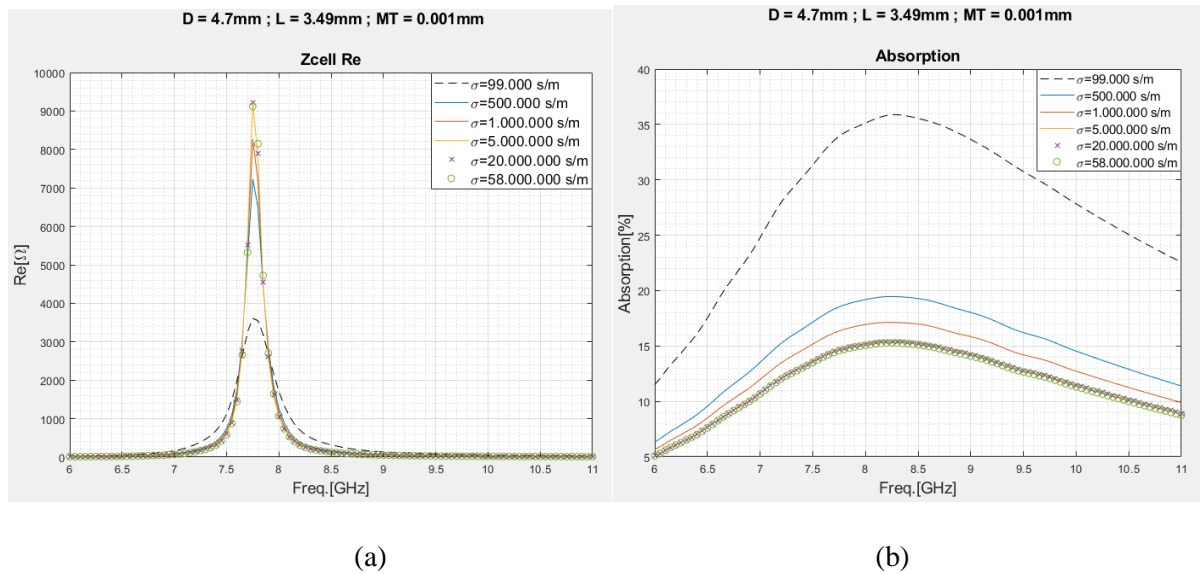 D = 4.7mm ; L = 3.49mm ; MT = 0.001mm
Zcell Re
10000
9000
8000
7000
6000
5000
4000
3000
2000
1000
0
Re[Ω]
6 6.5 7 7.5 8 8.5 9 9.5 10 10.5 11
Freq.[GHz]
σ=99.000 s/m
σ=500.000 s/m
σ=1.000.000 s/m
σ=5.000.000 s/m
σ=20.000.000 s/m
σ=58.000.000 s/m
(a)
D = 4.7mm ; L = 3.49mm ; MT = 0.001mm
Absorption
40
35
30
25
20
15
10
5
Absorption[%]
6 6.5 7 7.5 8 8.5 9 9.5 10 10.5 11
Freq.[GHz]
σ=99.000 s/m
σ=500.000 s/m
σ=1.000.000 s/m
σ=5.000.000 s/m
σ=20.000.000 s/m
σ=58.000.000 s/m
(b)